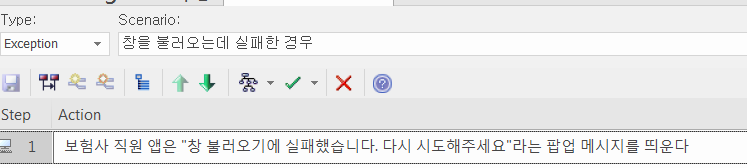 Type:
Scenario:
Exception
창을 불러오는데 실패한 경우
Step
Action
1
보험사 직원 앱은 "창 불러오기에 실패했습니다. 다시 시도해주세요"라는 팝업 메시지를 띄운다